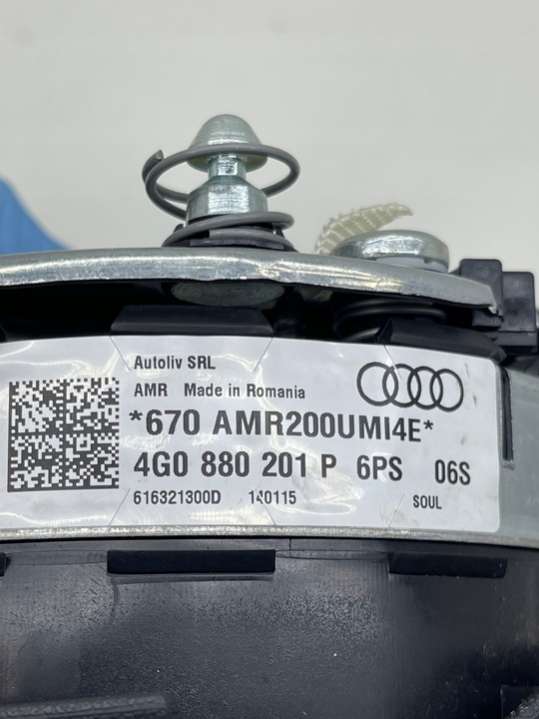 Autoliv SRL
AMR Made in Romania
*670 AMR200UMI4E*
4G0 880 201 P 6PS 06S
616321300D 140115 SOUL